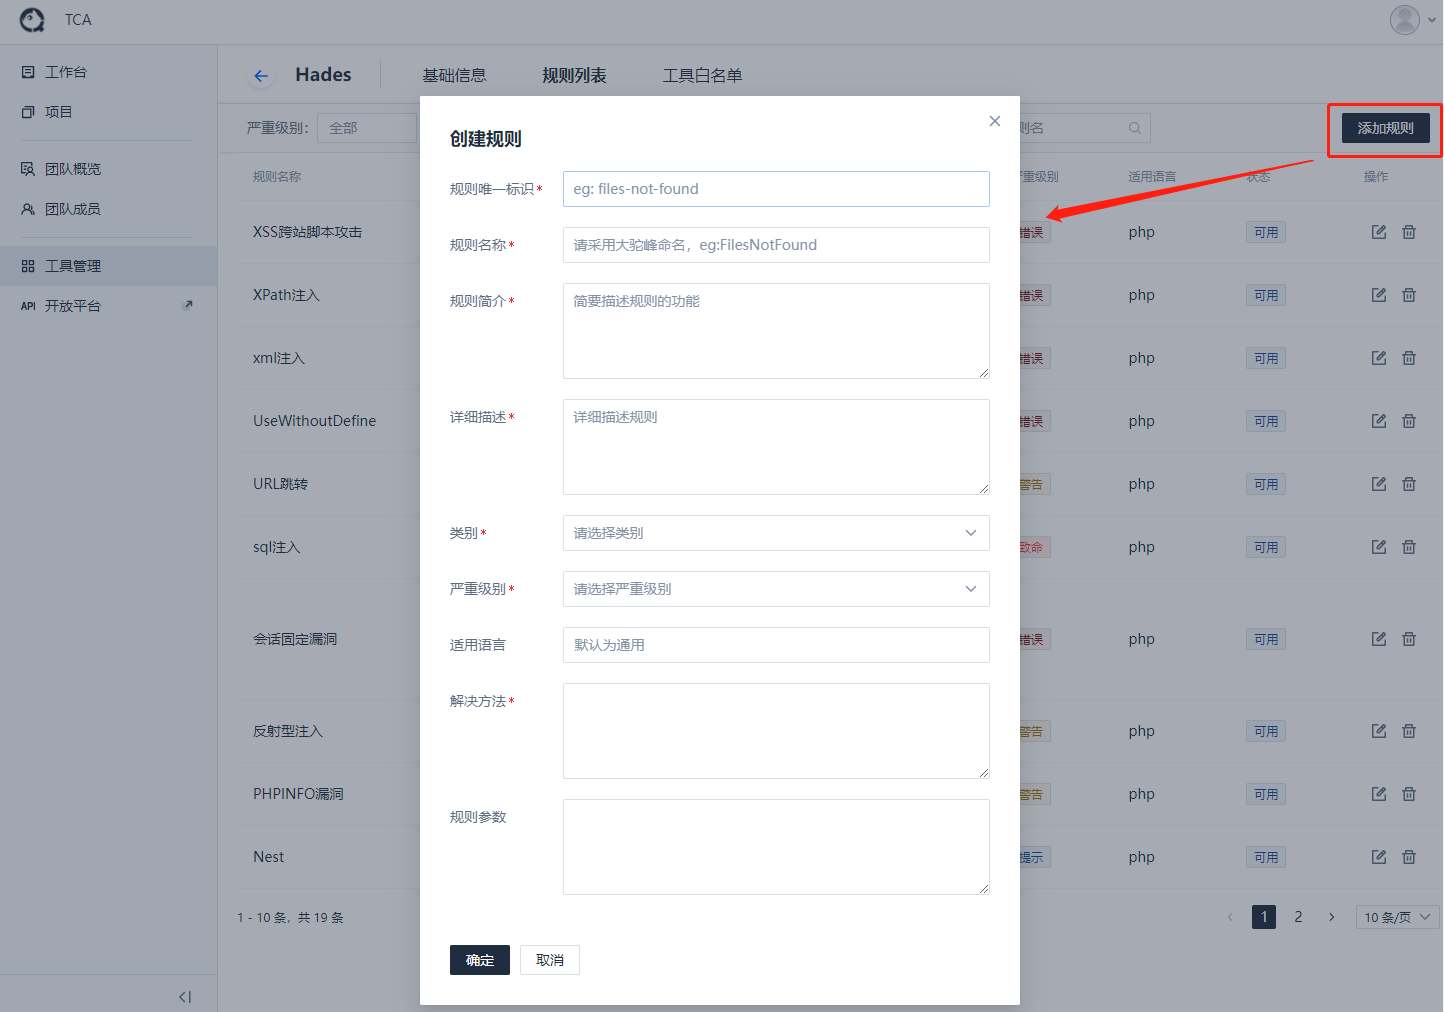 TCA
工作台
项目
团队概览
团队成员
工具管理
API 开放平台
Hades
基础信息
规则列表
工具白名单
严重级别： 全部
则名
添加规则
规则名称
级别
适用语言
状态
操作
XSS跨站脚本攻击
错误
php
可用
XPath注入
错误
php
可用
xml注入
错误
php
可用
UseWithoutDefine
错误
php
可用
URL跳转
警告
php
可用
sql注入
致命
php
可用
会话固定漏洞
错误
php
可用
反射型注入
警告
php
可用
PHPINFO漏洞
警告
php
可用
Nest
提示
php
可用
1 - 10 条，共 19 条
1
2
10 条/页
创建规则
规则唯一标识* eg: files-not-found
规则名称* 请采用大驼峰命名，eg:FilesNotFound
规则简介* 简要描述规则的功能
详细描述* 详细描述规则
类别* 请选择类别
严重级别* 请选择严重级别
适用语言 默认为通用
解决方法*
规则参数
确定
取消